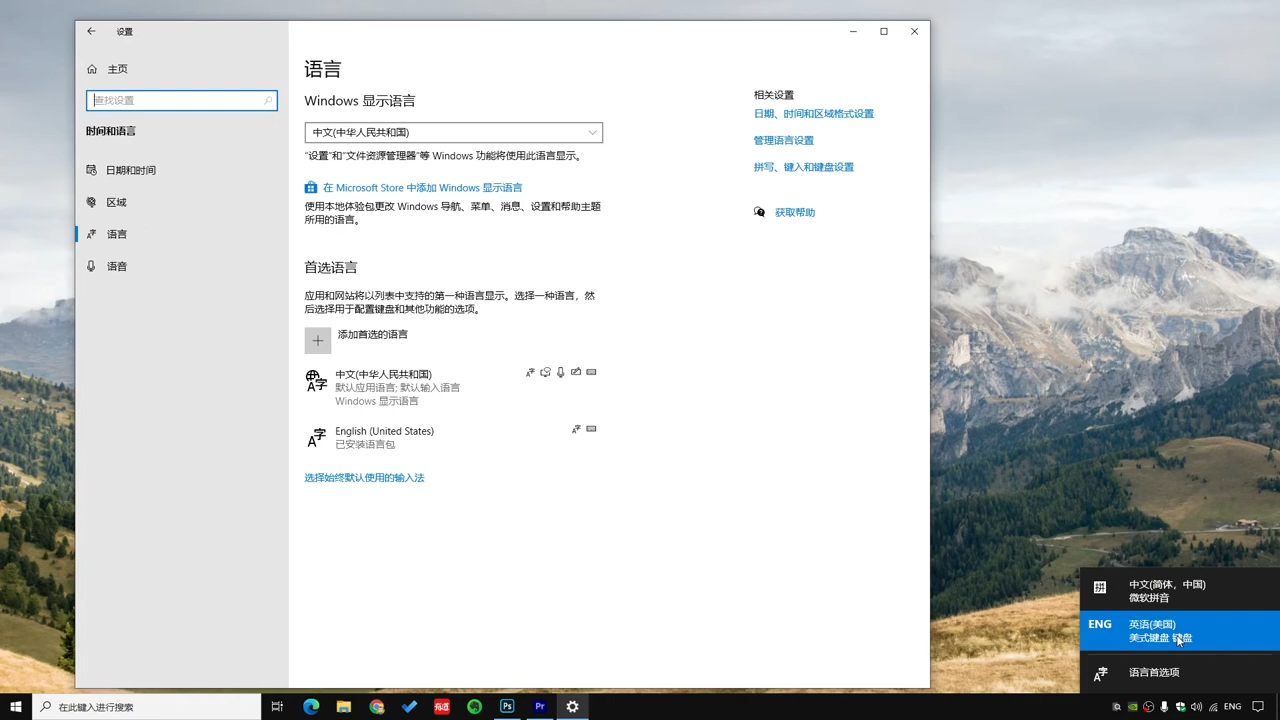 设置
主页
查找设置
时间和语言
日期和时间
区域
语言
语音
语言
Windows 显示语言
中文(中华人民共和国)
"设置"和"文件资源管理器"等 Windows 功能将使用此语言显示。
在 Microsoft Store 中添加 Windows 显示语言
使用本地体验包更改 Windows 导航、菜单、消息、设置和帮助主题
所用的语言。
首选语言
应用和网站将以列表中支持的第一种语言显示。选择一种语言，然
后选择用于配置键盘和其他功能的选项。
添加首选的语言
中文(中华人民共和国)
默认应用语言; 默认输入语言
Windows 显示语言
English (United States)
已安装语言包
选择始终默认使用的输入法
相关设置
日期、时间和区域格式设置
管理语言设置
拼写、键入和键盘设置
获取帮助
拼
中文(简体，中国)
微软拼音
ENG
英语(美国)
美式键盘 键盘
语言首选项
在此键入进行搜索
有道
Ps
Pr
ENG